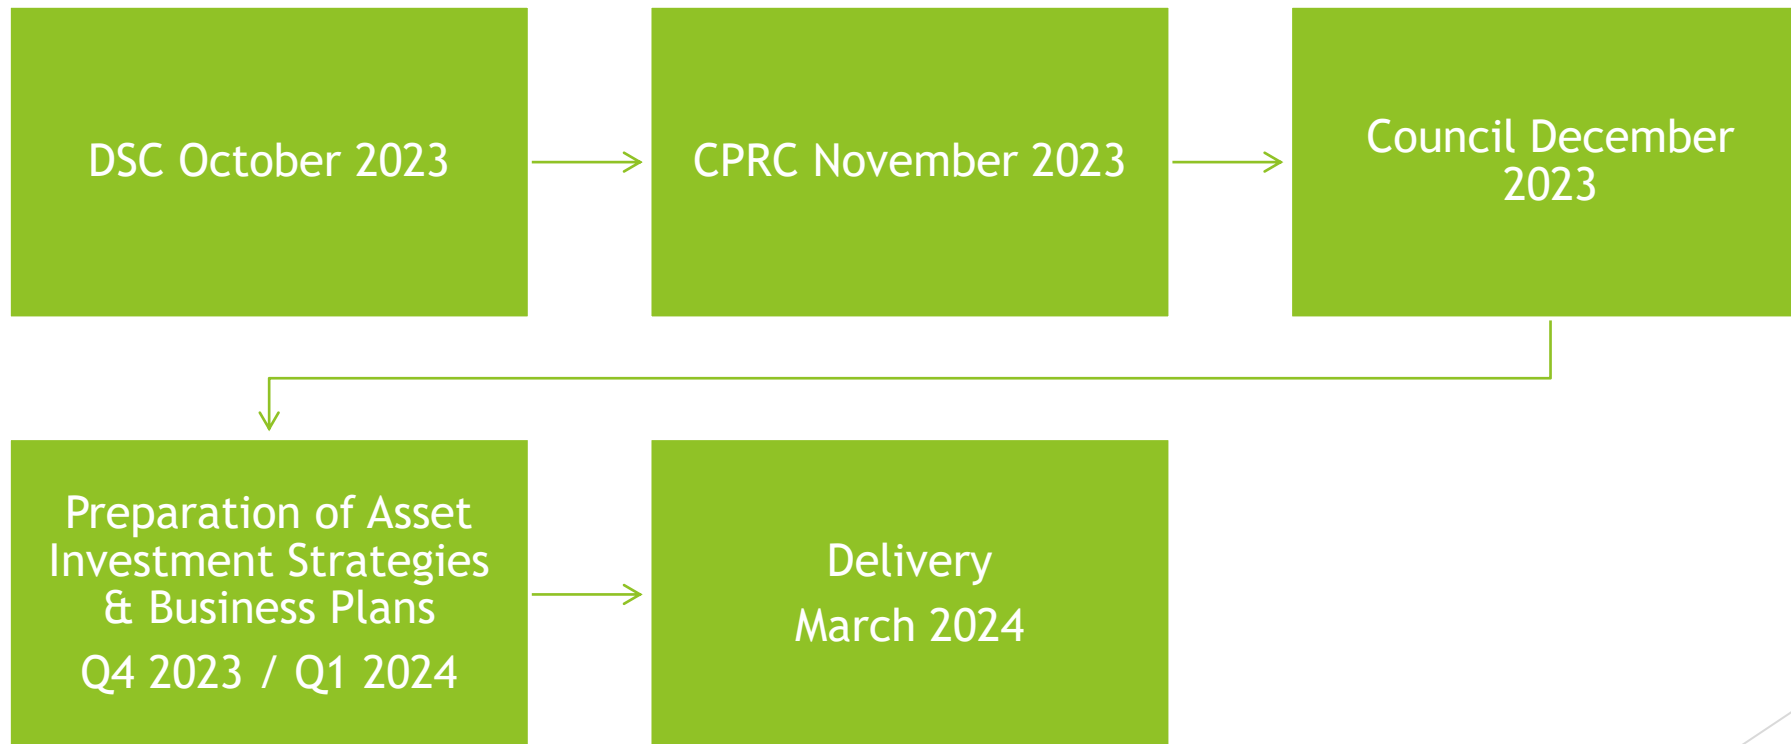 DSC October 2023
CPRC November 2023
Council December
2023
Preparation of Asset
Investment Strategies
& Business Plans
Q4 2023 / Q1 2024
Delivery
March 2024